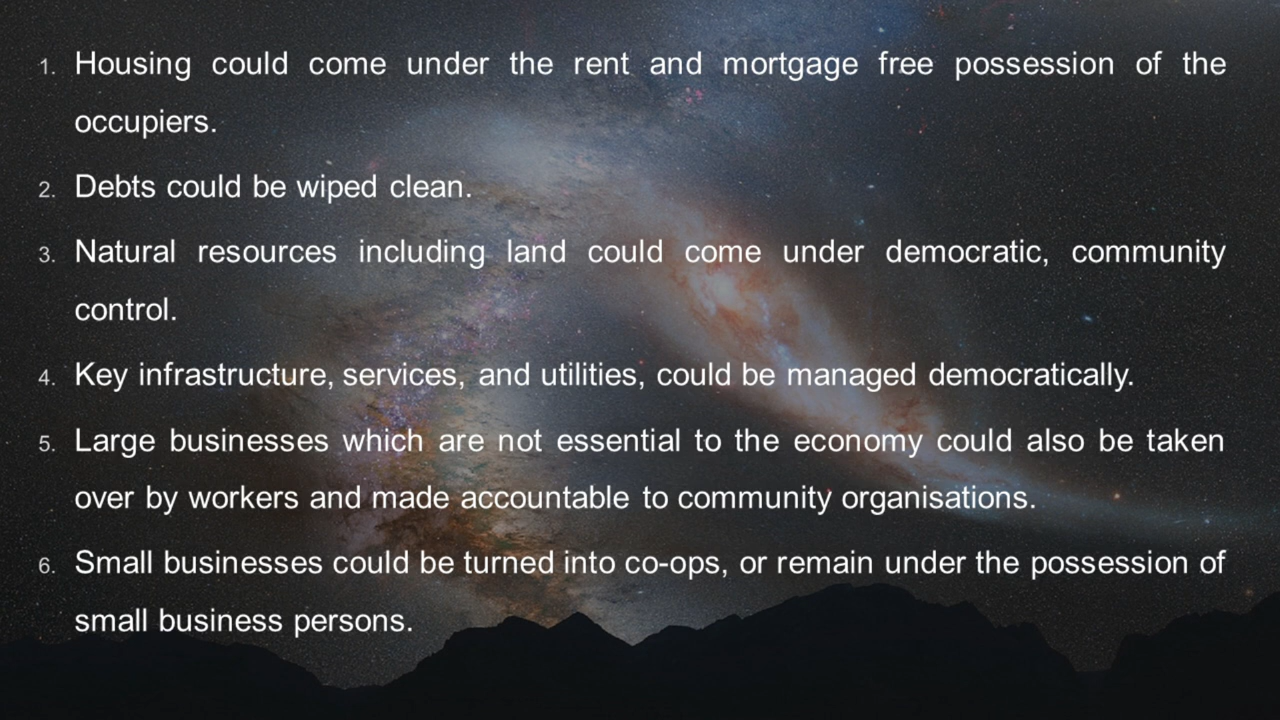 1. Housing could come under the rent and mortgage free possession of the
occupiers.
2. Debts could be wiped clean.
3. Natural resources including land could come under democratic, community
control.
4. Key infrastructure, services, and utilities, could be managed democratically.
5. Large businesses which are not essential to the economy could also be taken
over by workers and made accountable to community organisations.
6. Small businesses could be turned into co-ops, or remain under the possession of
small business persons.